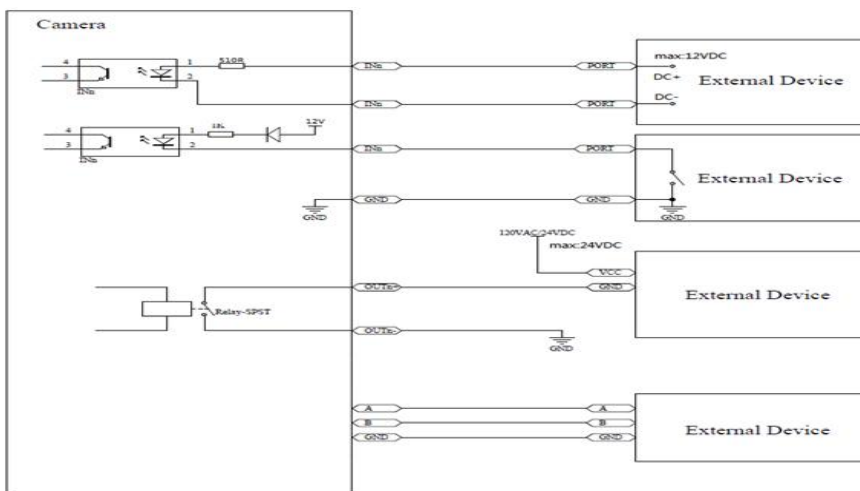 Camera
4 1 510R INn PORT max:12VDC
3 2 DC+ External Device
INn INn PORT DC-
4 1 1K 12V
3 2 INn PORT External Device
INn
GND GND GND GND
120VAC/24VDC
max:24VDC
VCC
OUTn+ GND External Device
Relay-SPST
OUTn- GND
A A
B B External Device
GND GND